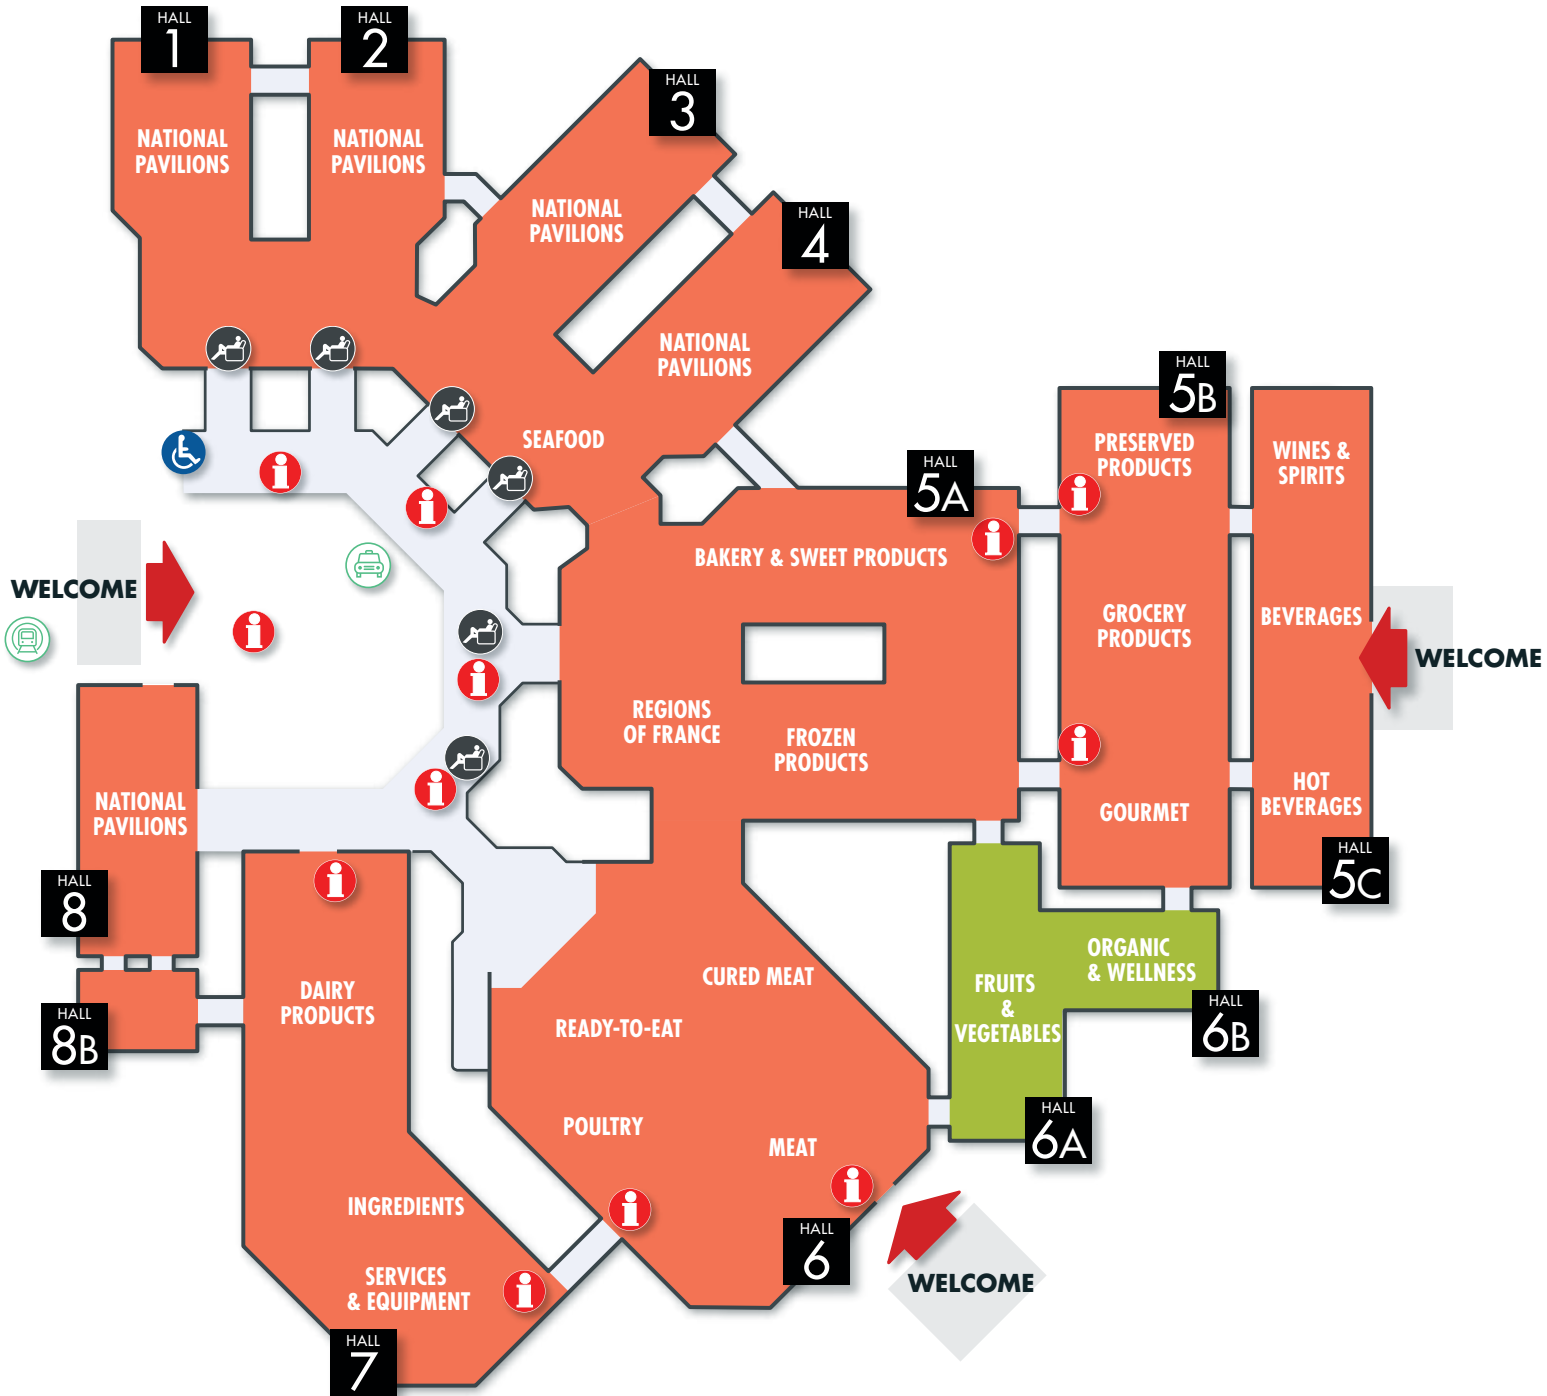 HALL
1
HALL
2
HALL
3
HALL
4
NATIONAL
PAVILIONS
NATIONAL
PAVILIONS
NATIONAL
PAVILIONS
NATIONAL
PAVILIONS
SEAFOOD
HALL
5A
HALL
5B
PRESERVED
PRODUCTS
WINES &
SPIRITS
BAKERY & SWEET PRODUCTS
GROCERY
PRODUCTS
BEVERAGES
WELCOME
WELCOME
REGIONS
OF FRANCE
FROZEN
PRODUCTS
GOURMET
HOT
BEVERAGES
HALL
5C
NATIONAL
PAVILIONS
HALL
8
HALL
8B
DAIRY
PRODUCTS
CURED MEAT
READY-TO-EAT
FRUITS
&
VEGETABLES
ORGANIC
& WELLNESS
HALL
6B
HALL
6A
POULTRY
MEAT
INGREDIENTS
SERVICES
& EQUIPMENT
HALL
6
WELCOME
HALL
7